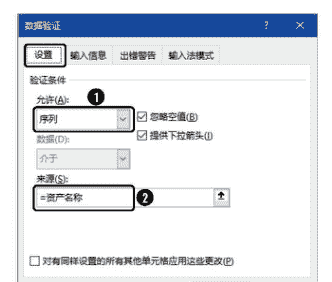 数据验证 ? ×
设置 输入信息 出错警告 输入法模式
验证条件
允许(A): 1
序列 ☑ 忽略空值(B)
数据(D): ☑ 提供下拉箭头(I)
介于
来源(S):
=资产名称 2
☐ 对有同样设置的所有其他单元格应用这些更改(P)